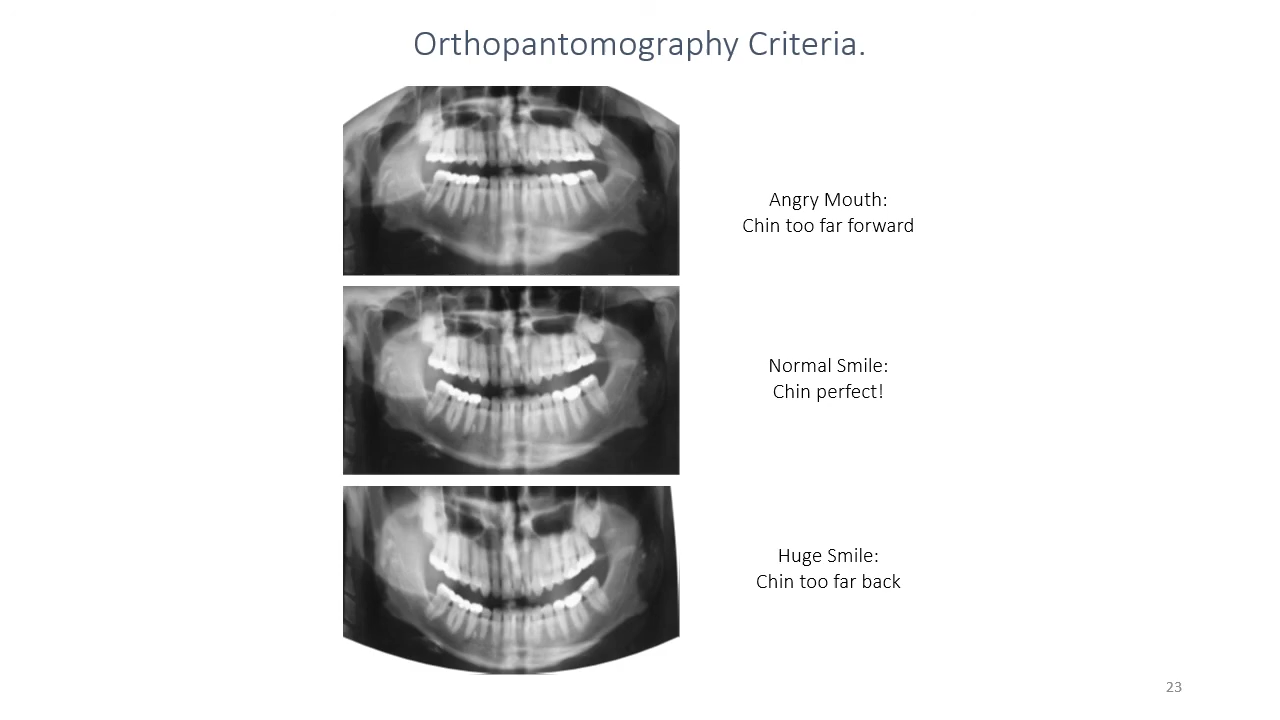 Orthopantomography Criteria.
Angry Mouth:
Chin too far forward
Normal Smile:
Chin perfect!
Huge Smile:
Chin too far back
23